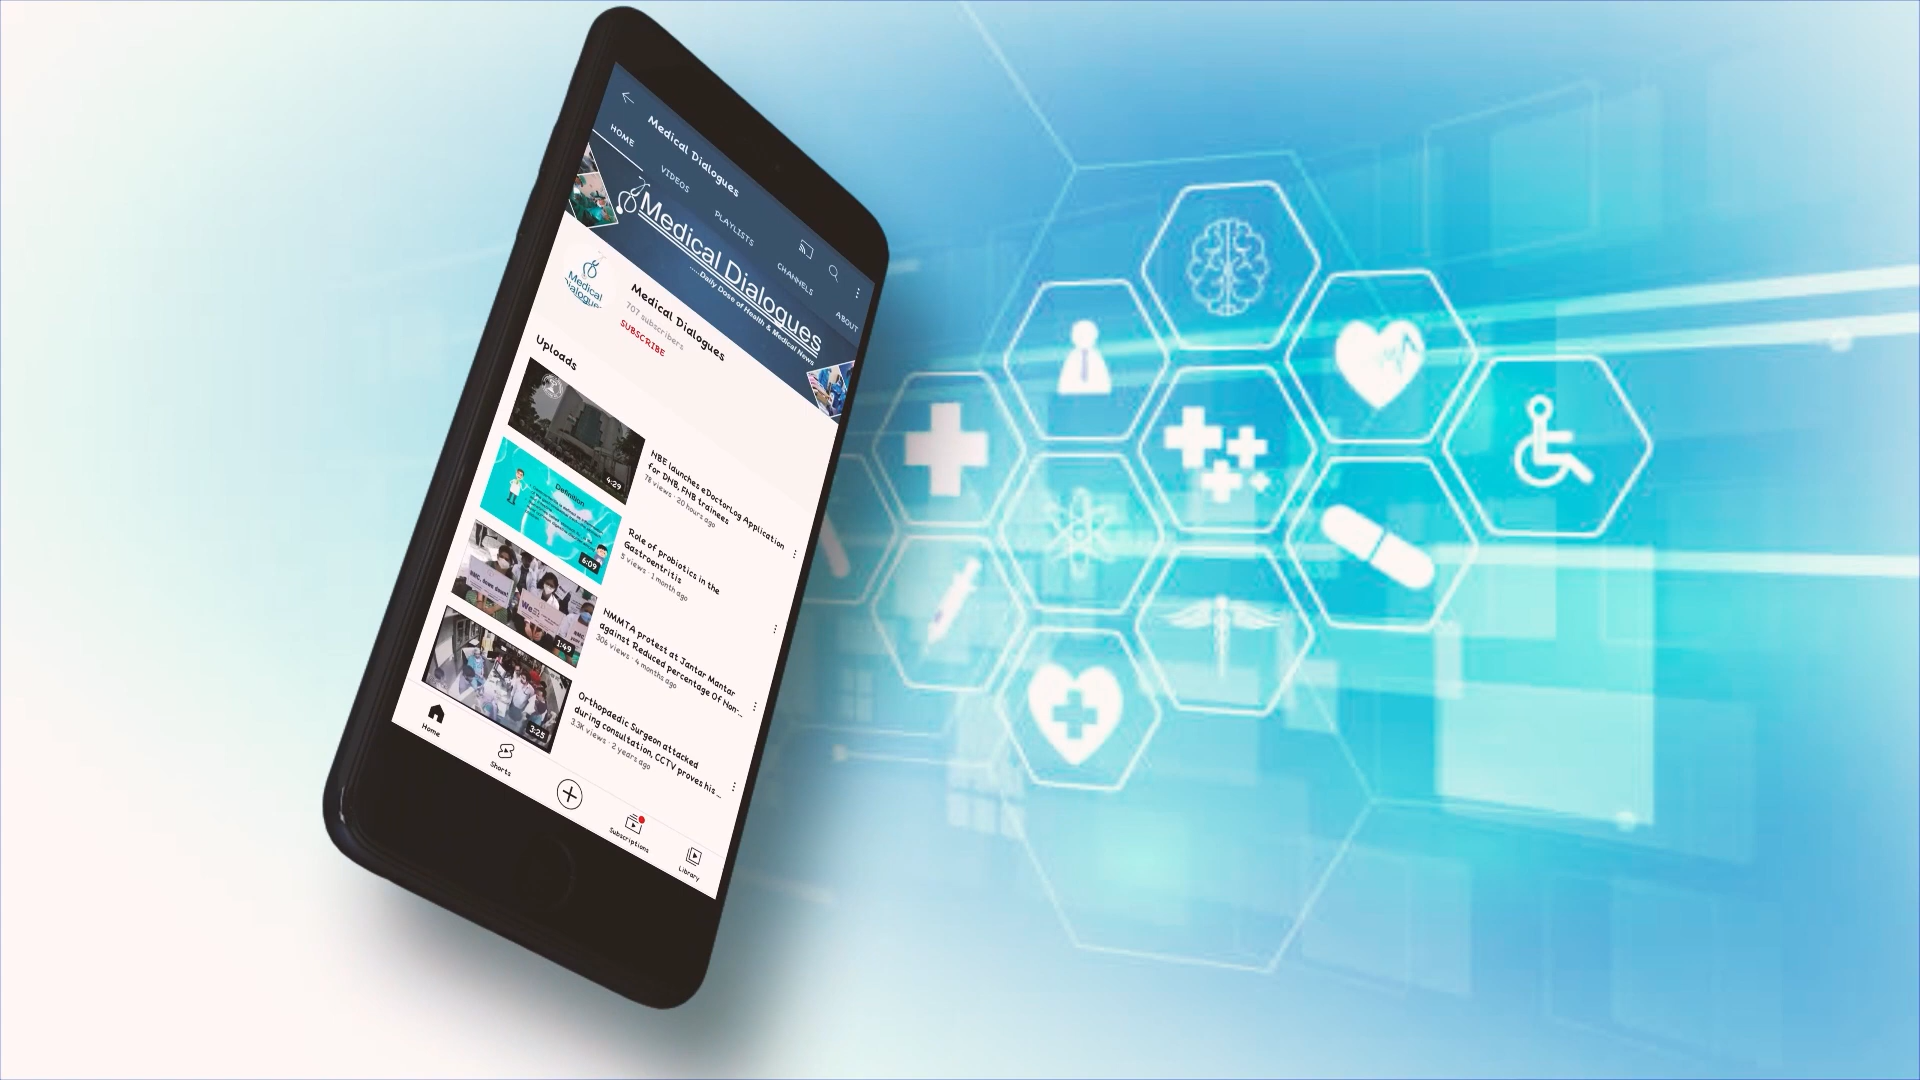 Medical Dialogues
HOME
VIDEOS
PLAYLISTS
CHANNELS
ABOUT
Medical Dialogues
.....Daily Dose of Health & Medical News
Medical
Medical Dialogues
707 subscribers
SUBSCRIBE
Uploads
NBE launches eDoctorLog Application
for DNB, FNB trainees
78 views · 20 hours ago
4:29
Definition
Role of probiotics in the
Gastroentritis
5 views · 1 month ago
6:09
NMMTA protest at Jantar Mantar
against 'Reduced percentage Of Non-...
306 views · 4 months ago
1:49
Orthopaedic Surgeon attacked
during consultation, CCTV proves his ...
3.3K views · 2 years ago
3:25
Home
Shorts
Subscriptions
Library